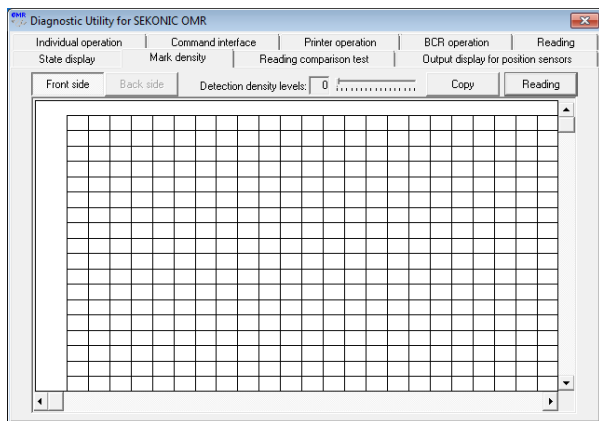 OMR Diagnostic Utility for SEKONIC OMR
Individual operation Command interface Printer operation BCR operation Reading
State display Mark density Reading comparison test Output display for position sensors
Front side Back side Detection density levels: 0 Copy Reading